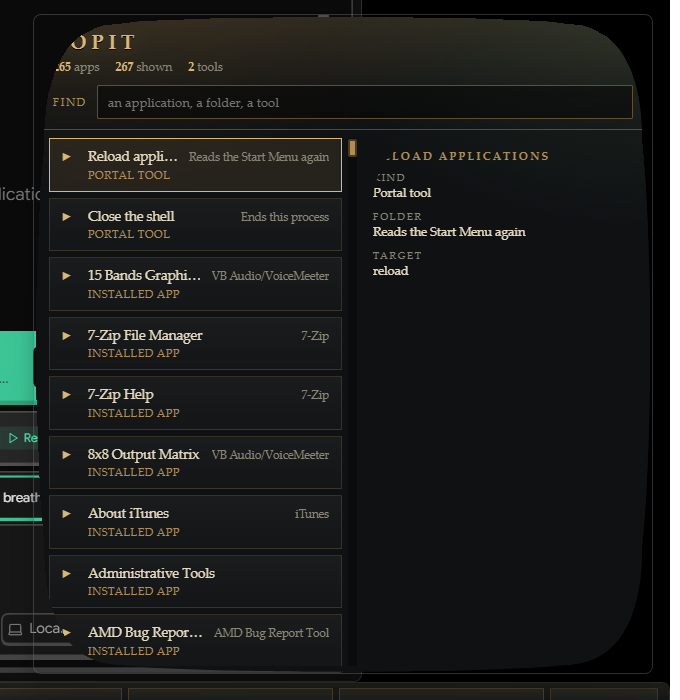 OPIT
65 apps 267 shown 2 tools
FIND an application, a folder, a tool
Reload appli... Reads the Start Menu again
PORTAL TOOL
Close the shell Ends this process
PORTAL TOOL
15 Bands Graphi... VB Audio/VoiceMeeter
INSTALLED APP
7-Zip File Manager 7-Zip
INSTALLED APP
7-Zip Help 7-Zip
INSTALLED APP
8x8 Output Matrix VB Audio/VoiceMeeter
INSTALLED APP
About iTunes iTunes
INSTALLED APP
Administrative Tools
INSTALLED APP
AMD Bug Repor... AMD Bug Report Tool
INSTALLED APP
LOAD APPLICATIONS
KIND
Portal tool
FOLDER
Reads the Start Menu again
TARGET
reload
licatio
...
Re
breath
Loca